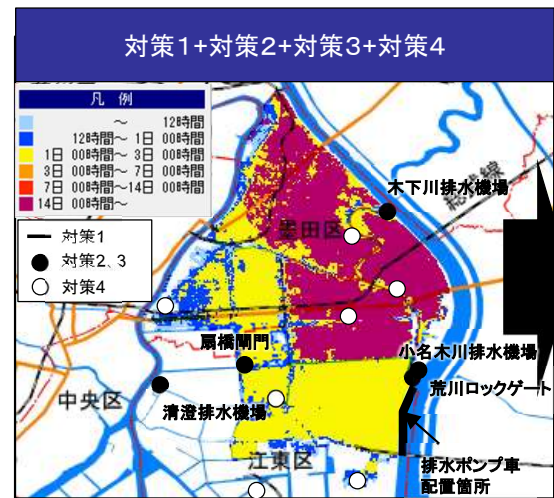 対策1+対策2+対策3+対策4
凡 例
～ 12時間
12時間～ 1日 00時間
1日 00時間～ 3日 00時間
3日 00時間～ 7日 00時間
7日 00時間～14日 00時間
14日 00時間～
対策1
対策2、3
対策4
木下川排水機場
総武線
墨田区
扇橋閘門
小名木川排水機場
荒川ロックゲート
中央区
清澄排水機場
江東区
排水ポンプ車
配置箇所